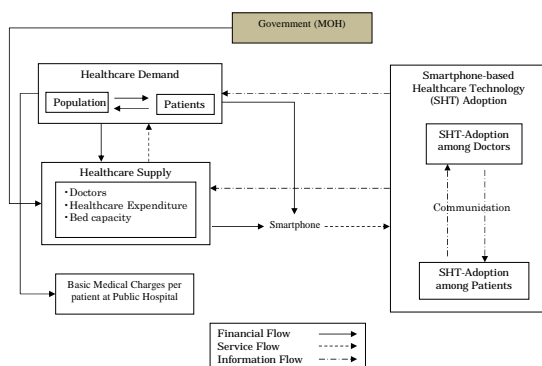 Government (MOH)
Healthcare Demand
Population
Patients
Healthcare Supply
·Doctors
·Healthcare Expenditure
·Bed capacity
Basic Medical Charges per
patient at Public Hospital
Smartphone
Smartphone-based
Healthcare Technology
(SHT) Adoption
SHT-Adoption
among Doctors
Communication
SHT-Adoption
among Patients
Financial Flow
Service Flow
Information Flow